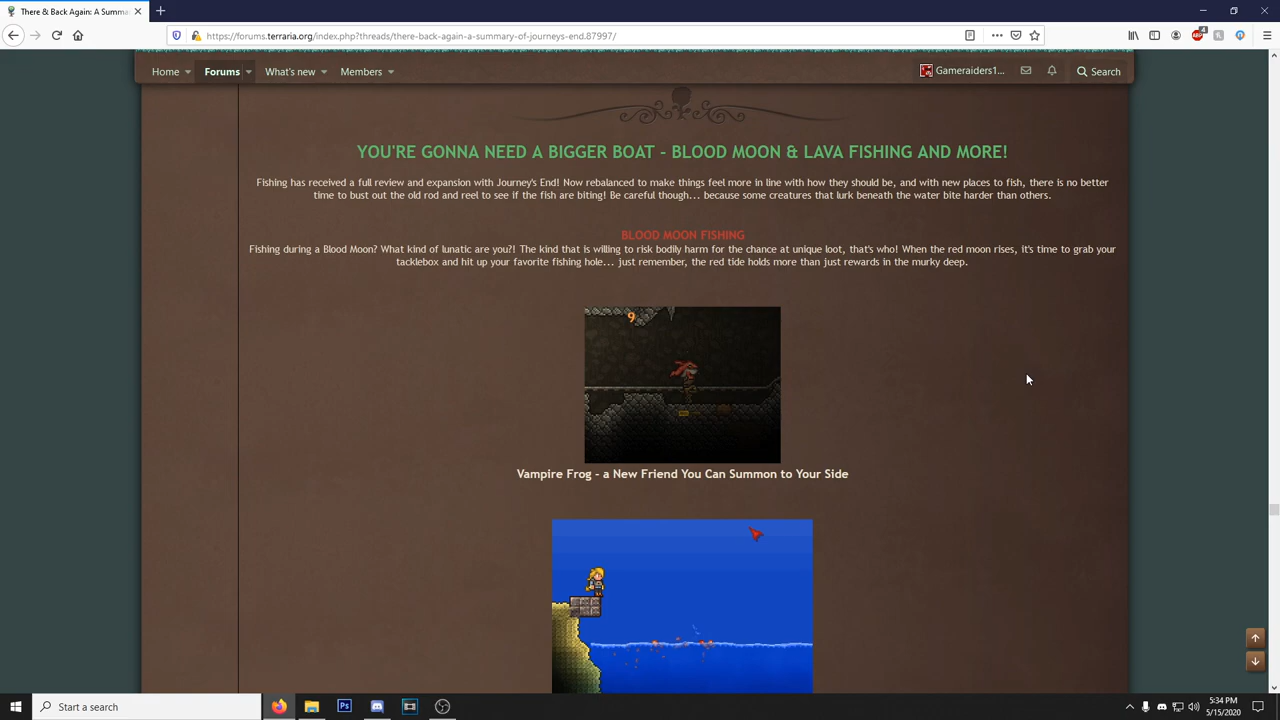 There & Back Again: A Summa
https://forums.terraria.org/index.php?threads/there-back-again-a-summary-of-journeys-end.87997/
Home Forums What's new Members Gameraiders1... Search
YOU'RE GONNA NEED A BIGGER BOAT - BLOOD MOON & LAVA FISHING AND MORE!
Fishing has received a full review and expansion with Journey's End! Now rebalanced to make things feel more in line with how they should be, and with new places to fish, there is no better
time to bust out the old rod and reel to see if the fish are biting! Be careful though... because some creatures that lurk beneath the water bite harder than others.
BLOOD MOON FISHING
Fishing during a Blood Moon? What kind of lunatic are you?! The kind that is willing to risk bodily harm for the chance at unique loot, that's who! When the red moon rises, it's time to grab your
tacklebox and hit up your favorite fishing hole... just remember, the red tide holds more than just rewards in the murky deep.
9
Vampire Frog - a New Friend You Can Summon to Your Side
Start a search
Ps
5:34 PM
5/15/2020